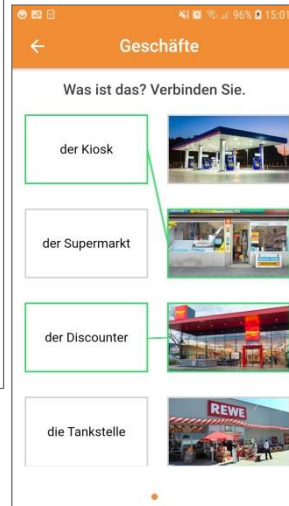 96% 15:01
Geschäfte
Was ist das? Verbinden Sie.
der Kiosk
der Supermarkt
der Discounter
die Tankstelle
REWE